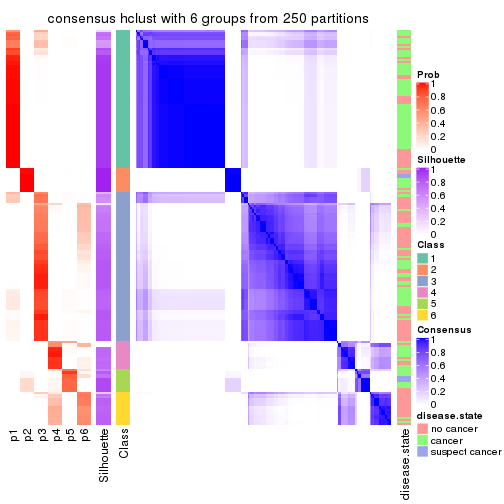 consensus hclust with 6 groups from 250 partitions
Prob
1
0.8
0.6
0.4
0.2
0
Silhouette
1
0.8
0.6
0.4
0.2
0
Class
1
2
3
4
5
6
Consensus
1
0.8
0.6
0.4
0.2
0
disease.state
no cancer
cancer
suspect cancer
p1
p2
p3
p4
p5
p6
Silhouette
Class
disease.state